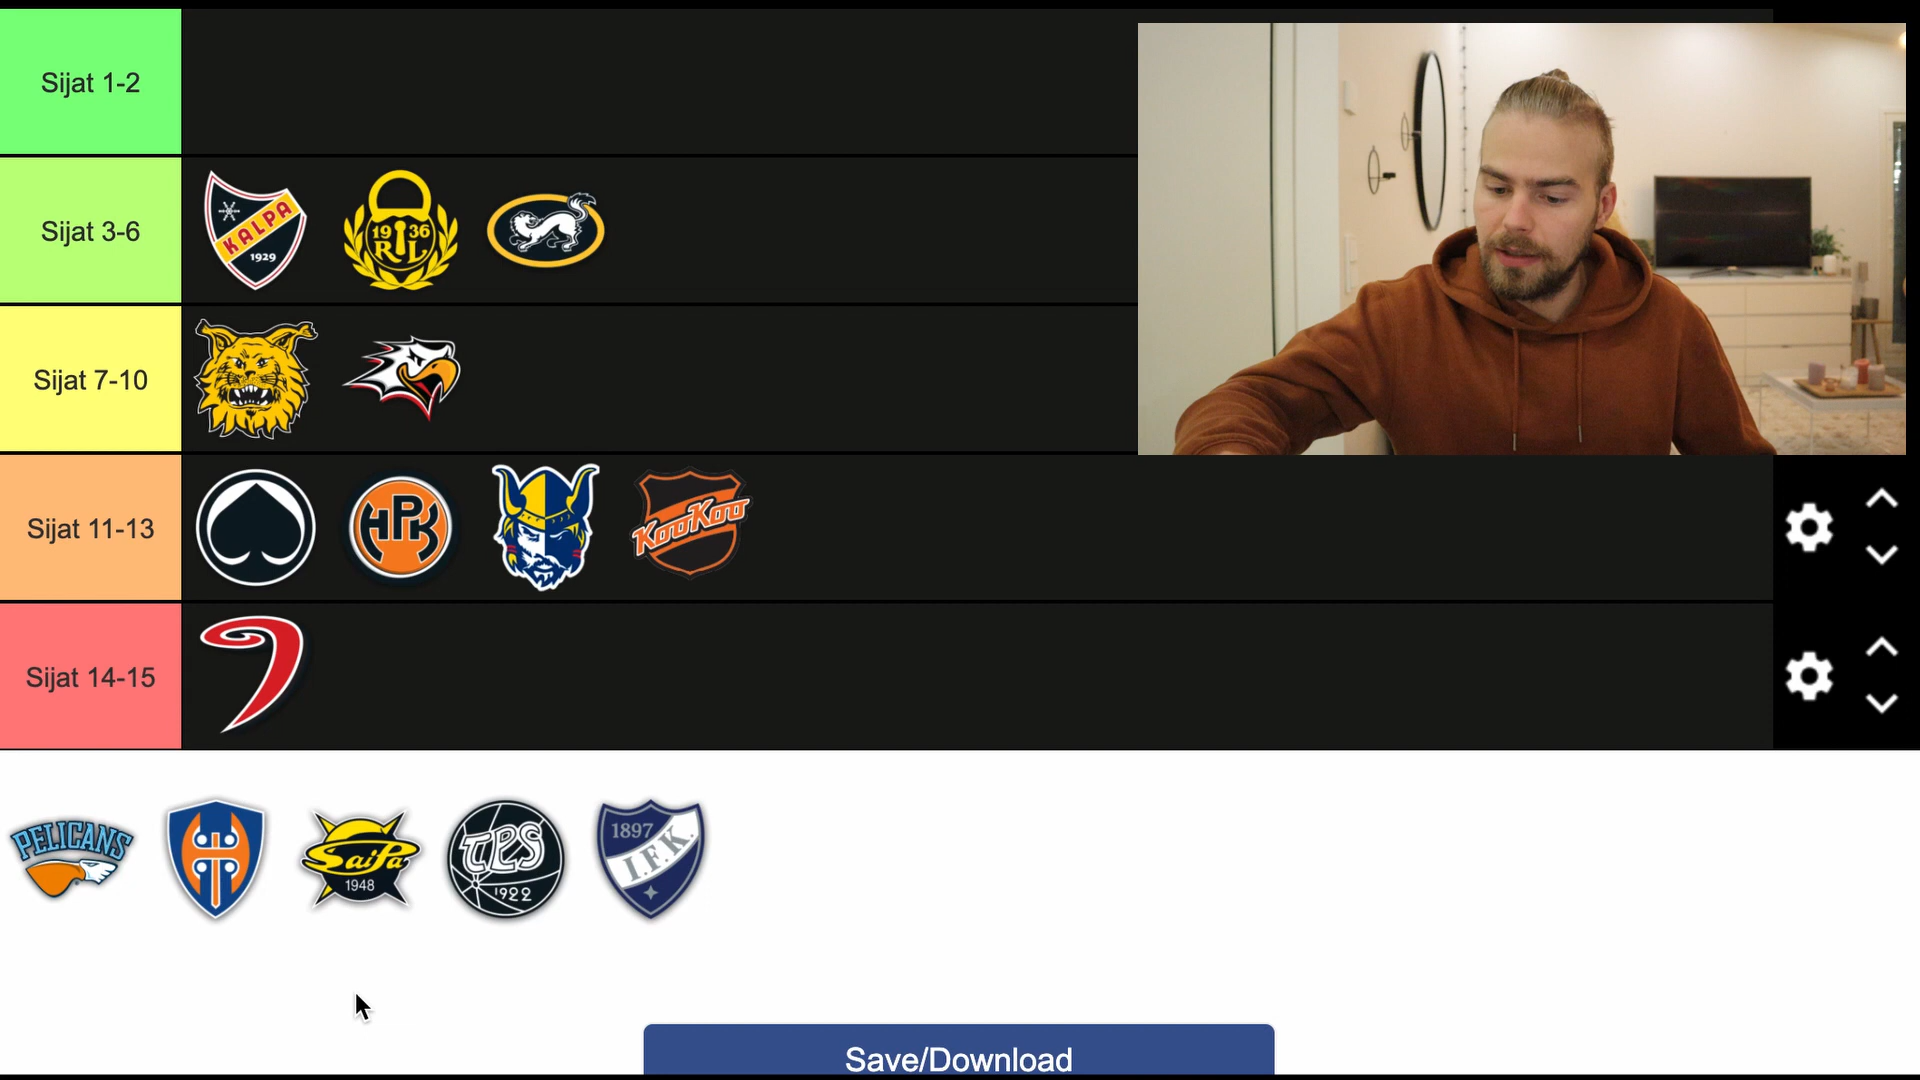 Sijat 1-2
Sijat 3-6
KALPA
1929
19 36
R L
Sijat 7-10
Sijat 11-13
HPK
KooKoo
Sijat 14-15
PELICANS
SaiPa
1948
TPS
1922
1897
I.F.K.
Save/Download